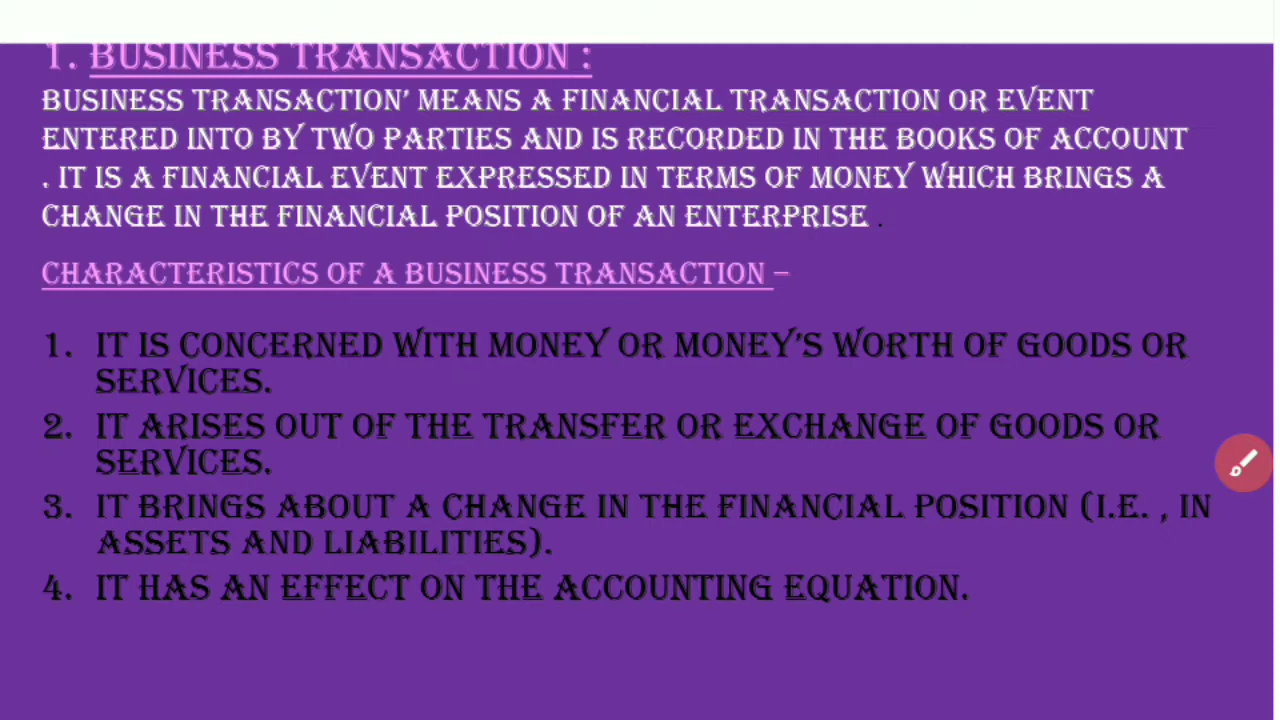 1. BUSINESS TRANSACTION :
BUSINESS TRANSACTION' MEANS A FINANCIAL TRANSACTION OR EVENT
ENTERED INTO BY TWO PARTIES AND IS RECORDED IN THE BOOKS OF ACCOUNT
. IT IS A FINANCIAL EVENT EXPRESSED IN TERMS OF MONEY WHICH BRINGS A
CHANGE IN THE FINANCIAL POSITION OF AN ENTERPRISE .
CHARACTERISTICS OF A BUSINESS TRANSACTION –
1. IT IS CONCERNED WITH MONEY OR MONEY'S WORTH OF GOODS OR
SERVICES.
2. IT ARISES OUT OF THE TRANSFER OR EXCHANGE OF GOODS OR
SERVICES.
3. IT BRINGS ABOUT A CHANGE IN THE FINANCIAL POSITION (I.E. , IN
ASSETS AND LIABILITIES).
4. IT HAS AN EFFECT ON THE ACCOUNTING EQUATION.